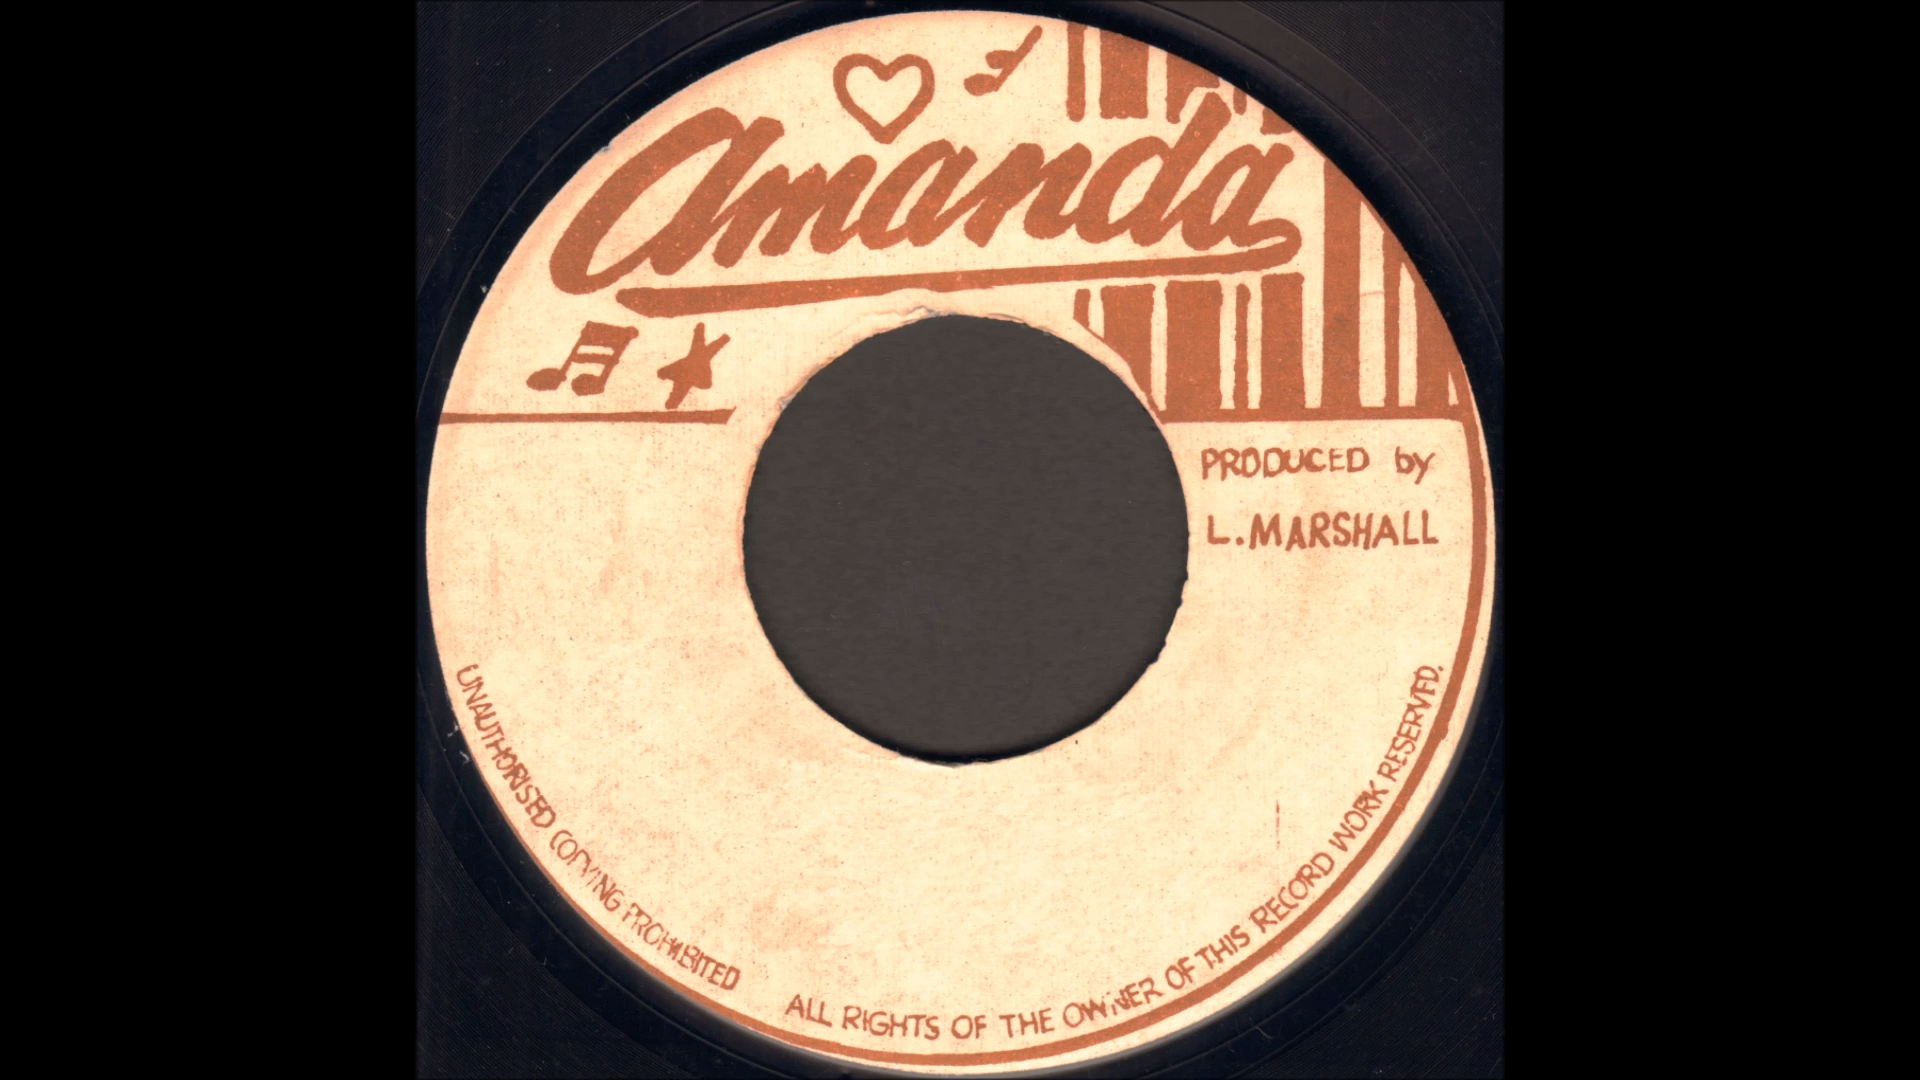 Amanda
PRODUCED by
L. MARSHALL
UNAUTHORISED COPYING PROHIBITED
ALL RIGHTS OF THE OWNER OF THIS RECORD WORK RESERVED.